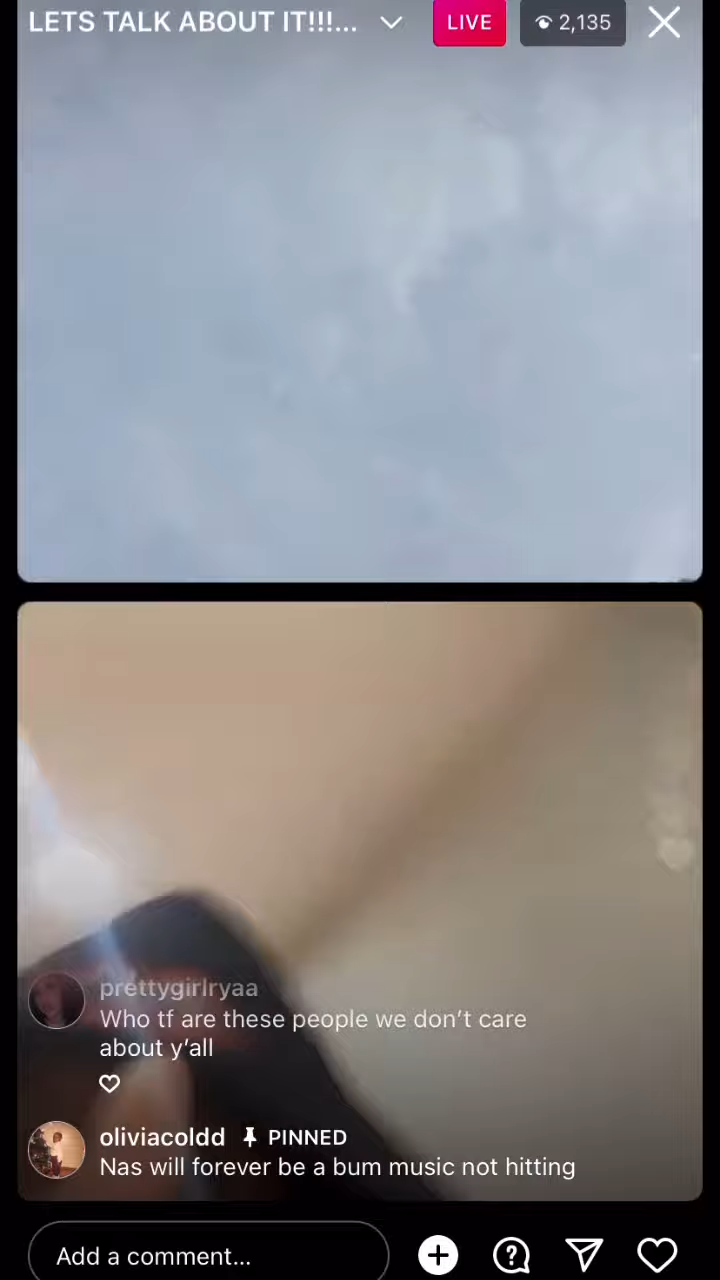 LETS TALK ABOUT IT!!!...
LIVE
2,135
prettygirlryaa
Who tf are these people we don’t care
about y’all
oliviacoldd PINNED
Nas will forever be a bum music not hitting
Add a comment...